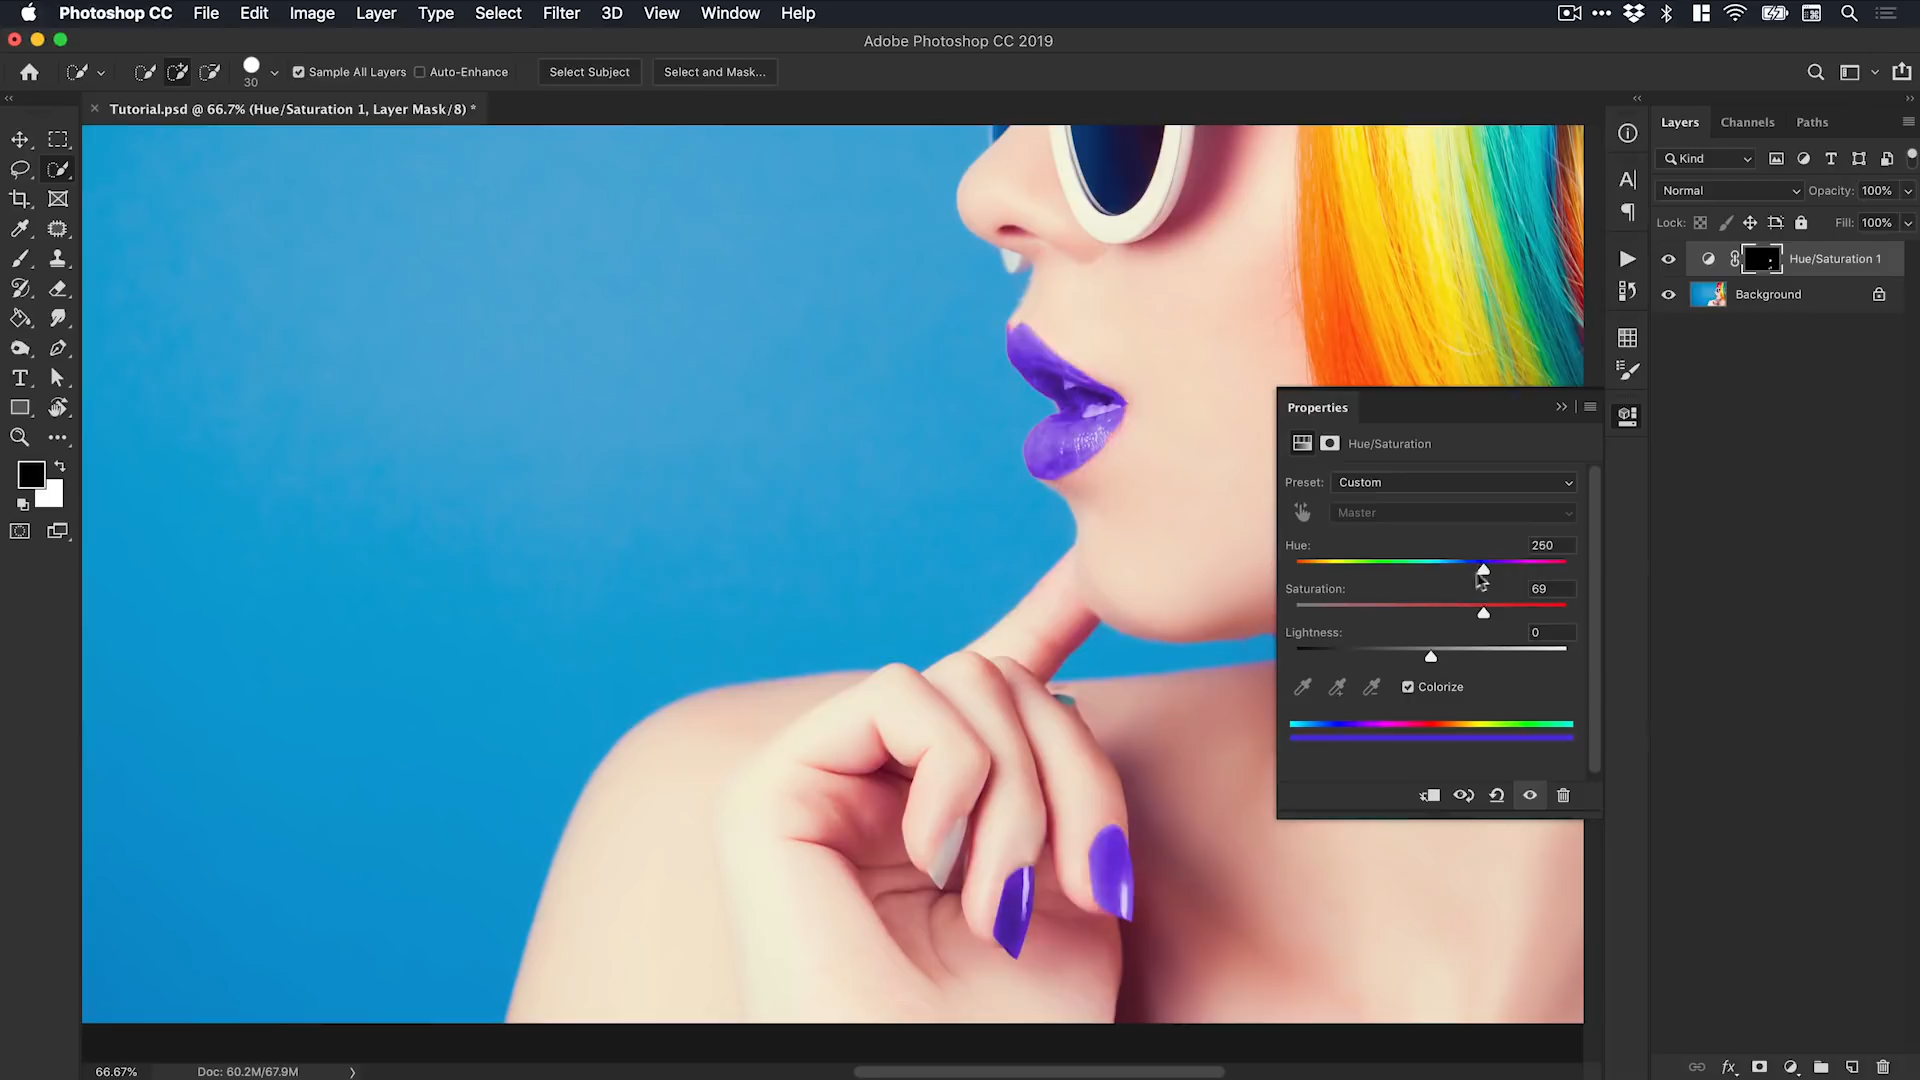 Photoshop CC File Edit Image Layer Type Select Filter 3D View Window Help
Adobe Photoshop CC 2019
30 Sample All Layers Auto-Enhance Select Subject Select and Mask...
Tutorial.psd @ 66.7% (Hue/Saturation 1, Layer Mask/8) *
Layers Channels Paths
Kind
Normal Opacity: 100%
Lock: Fill: 100%
Hue/Saturation 1
Background
Properties
Hue/Saturation
Preset: Custom
Master
Hue: 250
Saturation: 69
Lightness: 0
Colorize
66.67% Doc: 60.2M/67.9M